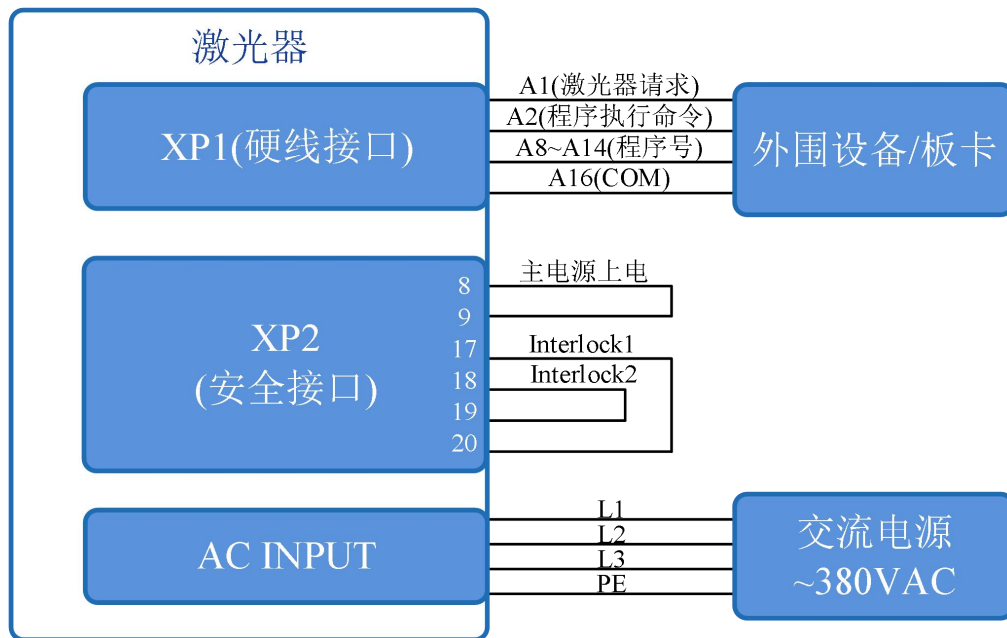 激光器
XP1(硬线接口)
A1(激光器请求)
A2(程序执行命令)
A8~A14(程序号)
A16(COM)
外围设备/板卡
XP2
(安全接口)
8
9
17
18
19
20
主电源上电
Interlock1
Interlock2
AC INPUT
L1
L2
L3
PE
交流电源
~380VAC